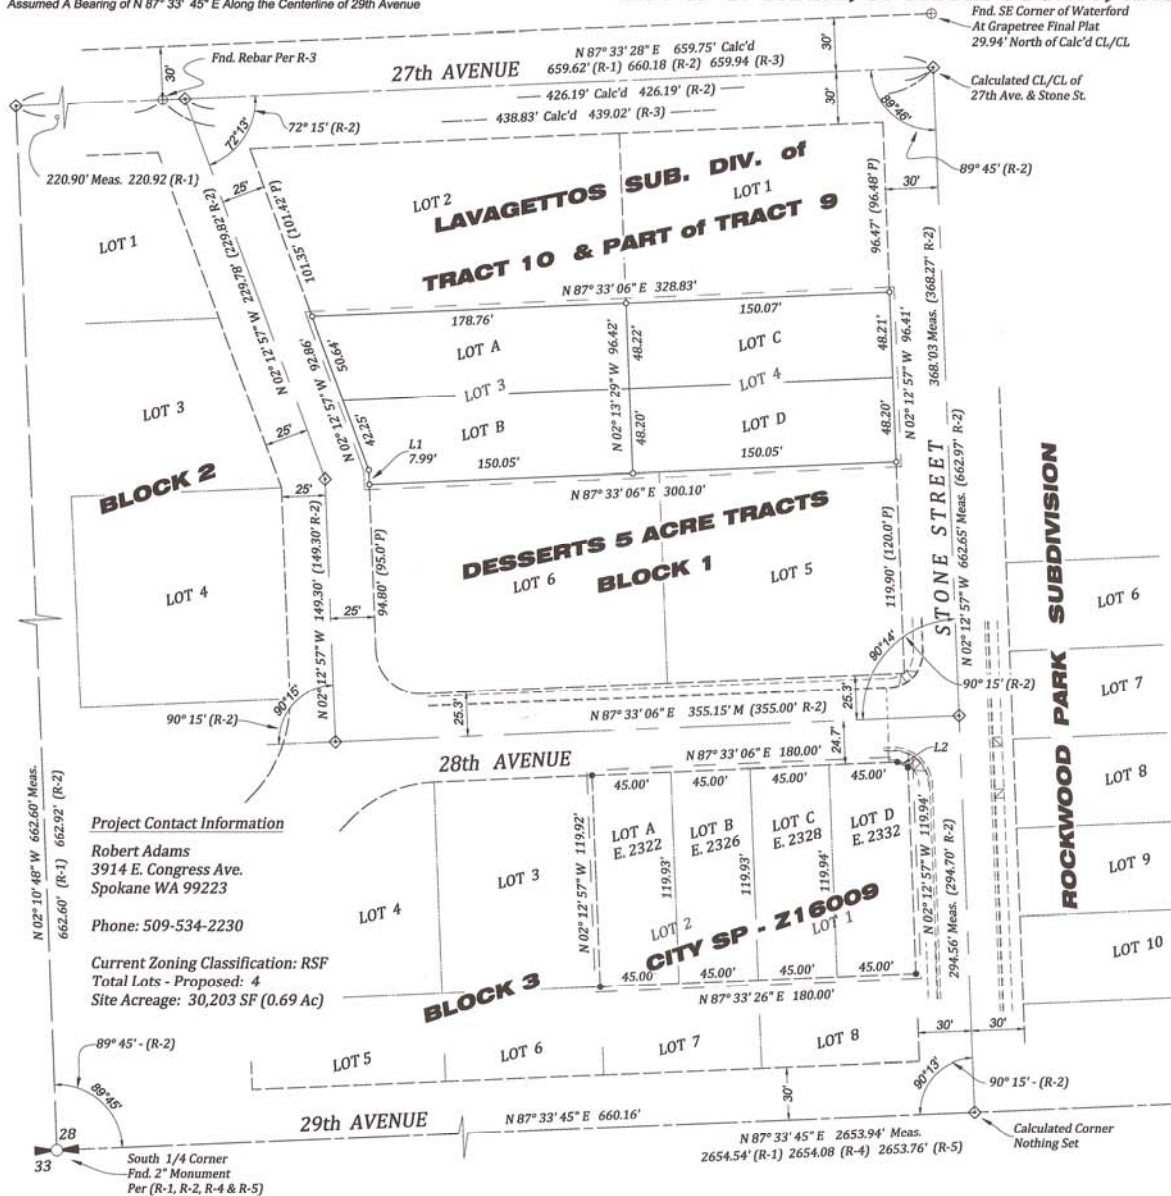 Assumed A Bearing of N 87° 33' 45" E Along the Centerline of 29th Avenue
Fnd. SE Corner of Waterford
At Grapetree Final Plat
29.94' North of Calc'd CL/CL
Fnd. Rebar Per R-3
30'
27th AVENUE
N 87° 33' 28" E 659.75' Calc'd
659.62' (R-1) 660.18 (R-2) 659.94 (R-3)
30'
426.19' Calc'd 426.19' (R-2)
30'
438.83' Calc'd 439.02' (R-3)
Calculated CL/CL of
27th Ave. & Stone St.
72°13'
72° 15' (R-2)
89°46'
89° 45' (R-2)
220.90' Meas. 220.92 (R-1)
25'
30'
LOT 1
LOT 2
LOT 1
LAVAGETTOS SUB. DIV. of
TRACT 10 & PART of TRACT 9
N 02° 12' 57" W 229.78' (229.82' R-2)
101.35' (101.42' P)
96.47' (96.48' P)
N 87° 33' 06" E 328.83'
178.76'
150.07'
LOT A
LOT C
50.64'
N 02° 12' 57" W 92.86'
N 02° 13' 29" W 96.42'
48.22'
48.21'
N 02° 12' 57" W 96.41'
368.03 Meas. (368.27' R-2)
LOT 3
LOT 4
LOT 3
LOT B
LOT D
42.25'
48.20'
48.20'
25'
L1
7.99'
150.05'
150.05'
N 87° 33' 06" E 300.10'
BLOCK 2
25'
DESSERTS 5 ACRE TRACTS
BLOCK 1
LOT 6
LOT 5
LOT 4
N 02° 12' 57" W 149.30' (149.30' R-2)
25'
94.80' (95.0' P)
119.90' (120.0' P)
STONE STREET
N 02° 12' 57" W 662.65' Meas. (662.97' R-2)
ROCKWOOD PARK SUBDIVISION
LOT 6
LOT 7
LOT 8
LOT 9
LOT 10
90°15'
90° 15' (R-2)
90°14'
90° 15' (R-2)
25.3'
25.3'
N 87° 33' 06" E 355.15' M (355.00' R-2)
28th AVENUE
N 87° 33' 06" E 180.00'
24.7'
L2
45.00'
45.00'
45.00'
45.00'
LOT A
E. 2322
LOT B
E. 2326
LOT C
E. 2328
LOT D
E. 2332
N 02° 12' 57" W 119.92'
119.93'
119.93'
119.94'
N 02° 12' 57" W 119.94'
294.56' Meas. (294.70' R-2)
N 02° 10' 48" W 662.60' Meas.
662.60' (R-1) 662.92' (R-2)
Project Contact Information
Robert Adams
3914 E. Congress Ave.
Spokane WA 99223
Phone: 509-534-2230
Current Zoning Classification: RSF
Total Lots - Proposed: 4
Site Acreage: 30,203 SF (0.69 Ac)
LOT 3
LOT 4
LOT 2
LOT 1
CITY SP - Z16009
45.00'
45.00'
45.00'
45.00'
BLOCK 3
N 87° 33' 26" E 180.00'
89° 45' - (R-2)
89°45'
LOT 5
LOT 6
LOT 7
LOT 8
30'
30'
30'
90°13'
90° 15' - (R-2)
29th AVENUE
N 87° 33' 45" E 660.16'
28
33
South 1/4 Corner
Fnd. 2" Monument
Per (R-1, R-2, R-4 & R-5)
N 87° 33' 45" E 2653.94' Meas.
2654.54' (R-1) 2654.08 (R-4) 2653.76' (R-5)
Calculated Corner
Nothing Set